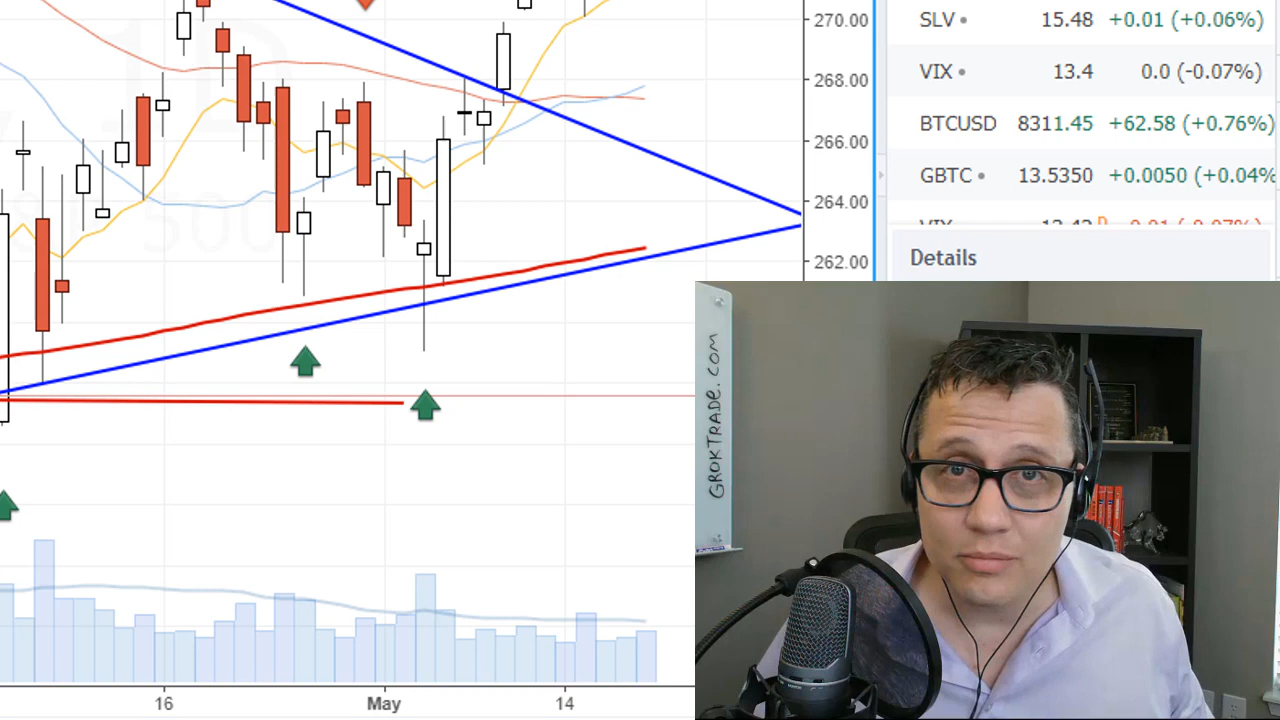 270.00
268.00
266.00
264.00
262.00
16
May
14
SLV 15.48 +0.01 (+0.06%)
VIX 13.4 0.0 (-0.07%)
BTCUSD 8311.45 +62.58 (+0.76%)
GBTC 13.5350 +0.0050 (+0.04%
Details
GROKTRADE.COM